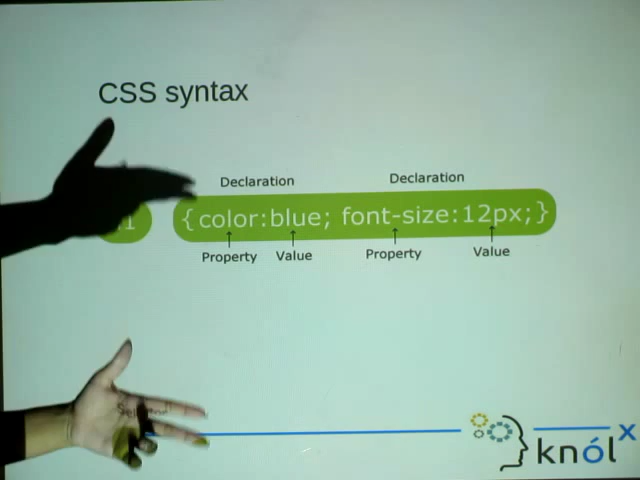 CSS syntax
Declaration Declaration
{color:blue; font-size:12px;}
Property Value Property Value
knól x